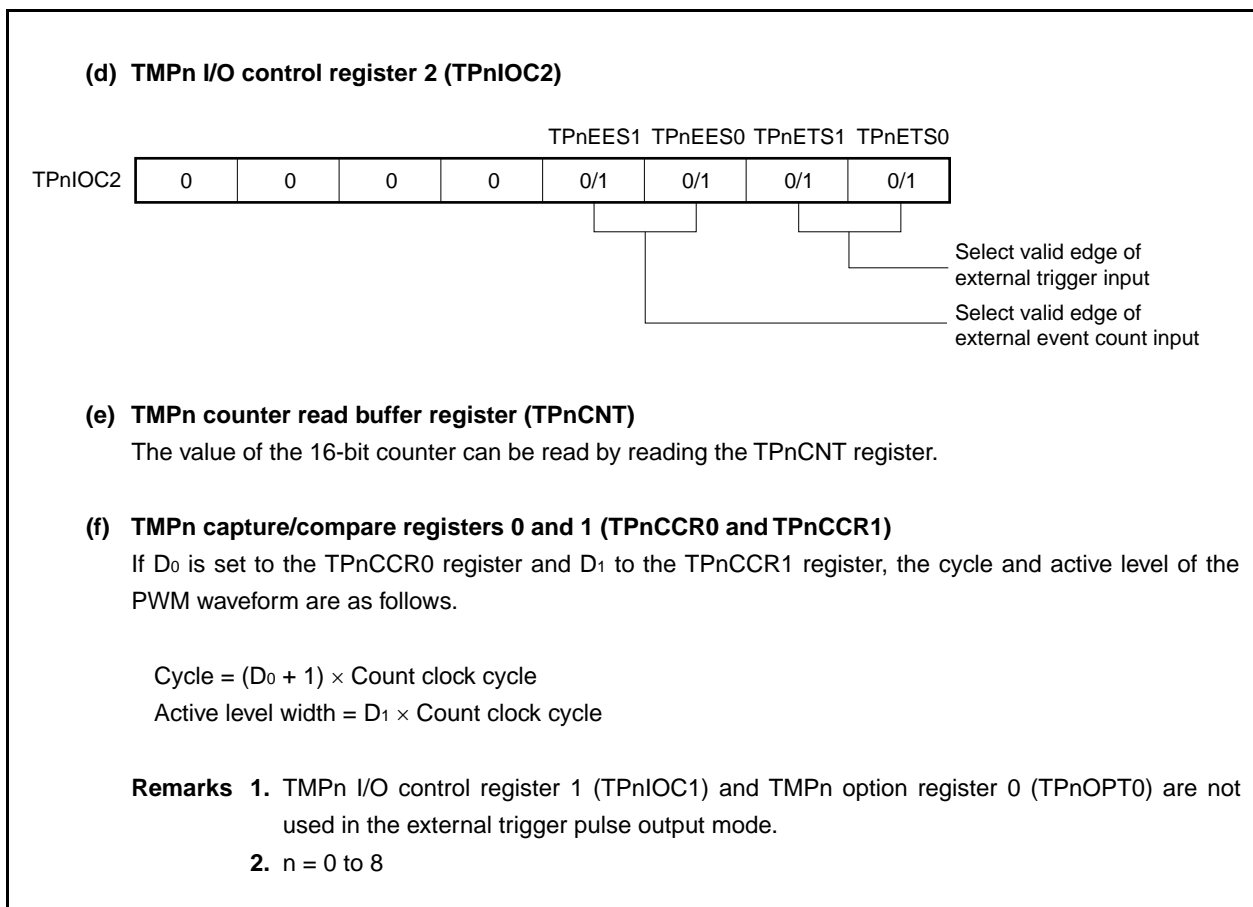 (d) TMPn I/O control register 2 (TPnIOC2)
TPnEES1 TPnEES0 TPnETS1 TPnETS0
TPnIOC2 0 0 0 0 0/1 0/1 0/1 0/1
Select valid edge of
external trigger input
Select valid edge of
external event count input
(e) TMPn counter read buffer register (TPnCNT)
The value of the 16-bit counter can be read by reading the TPnCNT register.
(f) TMPn capture/compare registers 0 and 1 (TPnCCR0 and TPnCCR1)
If D0 is set to the TPnCCR0 register and D1 to the TPnCCR1 register, the cycle and active level of the
PWM waveform are as follows.
Cycle = (D0 + 1) × Count clock cycle
Active level width = D1 × Count clock cycle
Remarks 1. TMPn I/O control register 1 (TPnIOC1) and TMPn option register 0 (TPnOPT0) are not
used in the external trigger pulse output mode.
2. n = 0 to 8